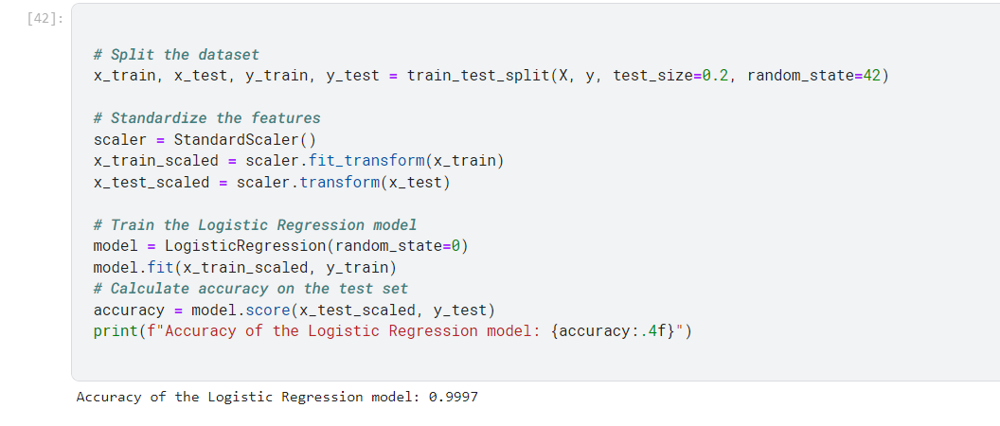 [42]:
# Split the dataset
x_train, x_test, y_train, y_test = train_test_split(X, y, test_size=0.2, random_state=42)
# Standardize the features
scaler = StandardScaler()
x_train_scaled = scaler.fit_transform(x_train)
x_test_scaled = scaler.transform(x_test)
# Train the Logistic Regression model
model = LogisticRegression(random_state=0)
model.fit(x_train_scaled, y_train)
# Calculate accuracy on the test set
accuracy = model.score(x_test_scaled, y_test)
print(f"Accuracy of the Logistic Regression model: {accuracy:.4f}")
Accuracy of the Logistic Regression model: 0.9997